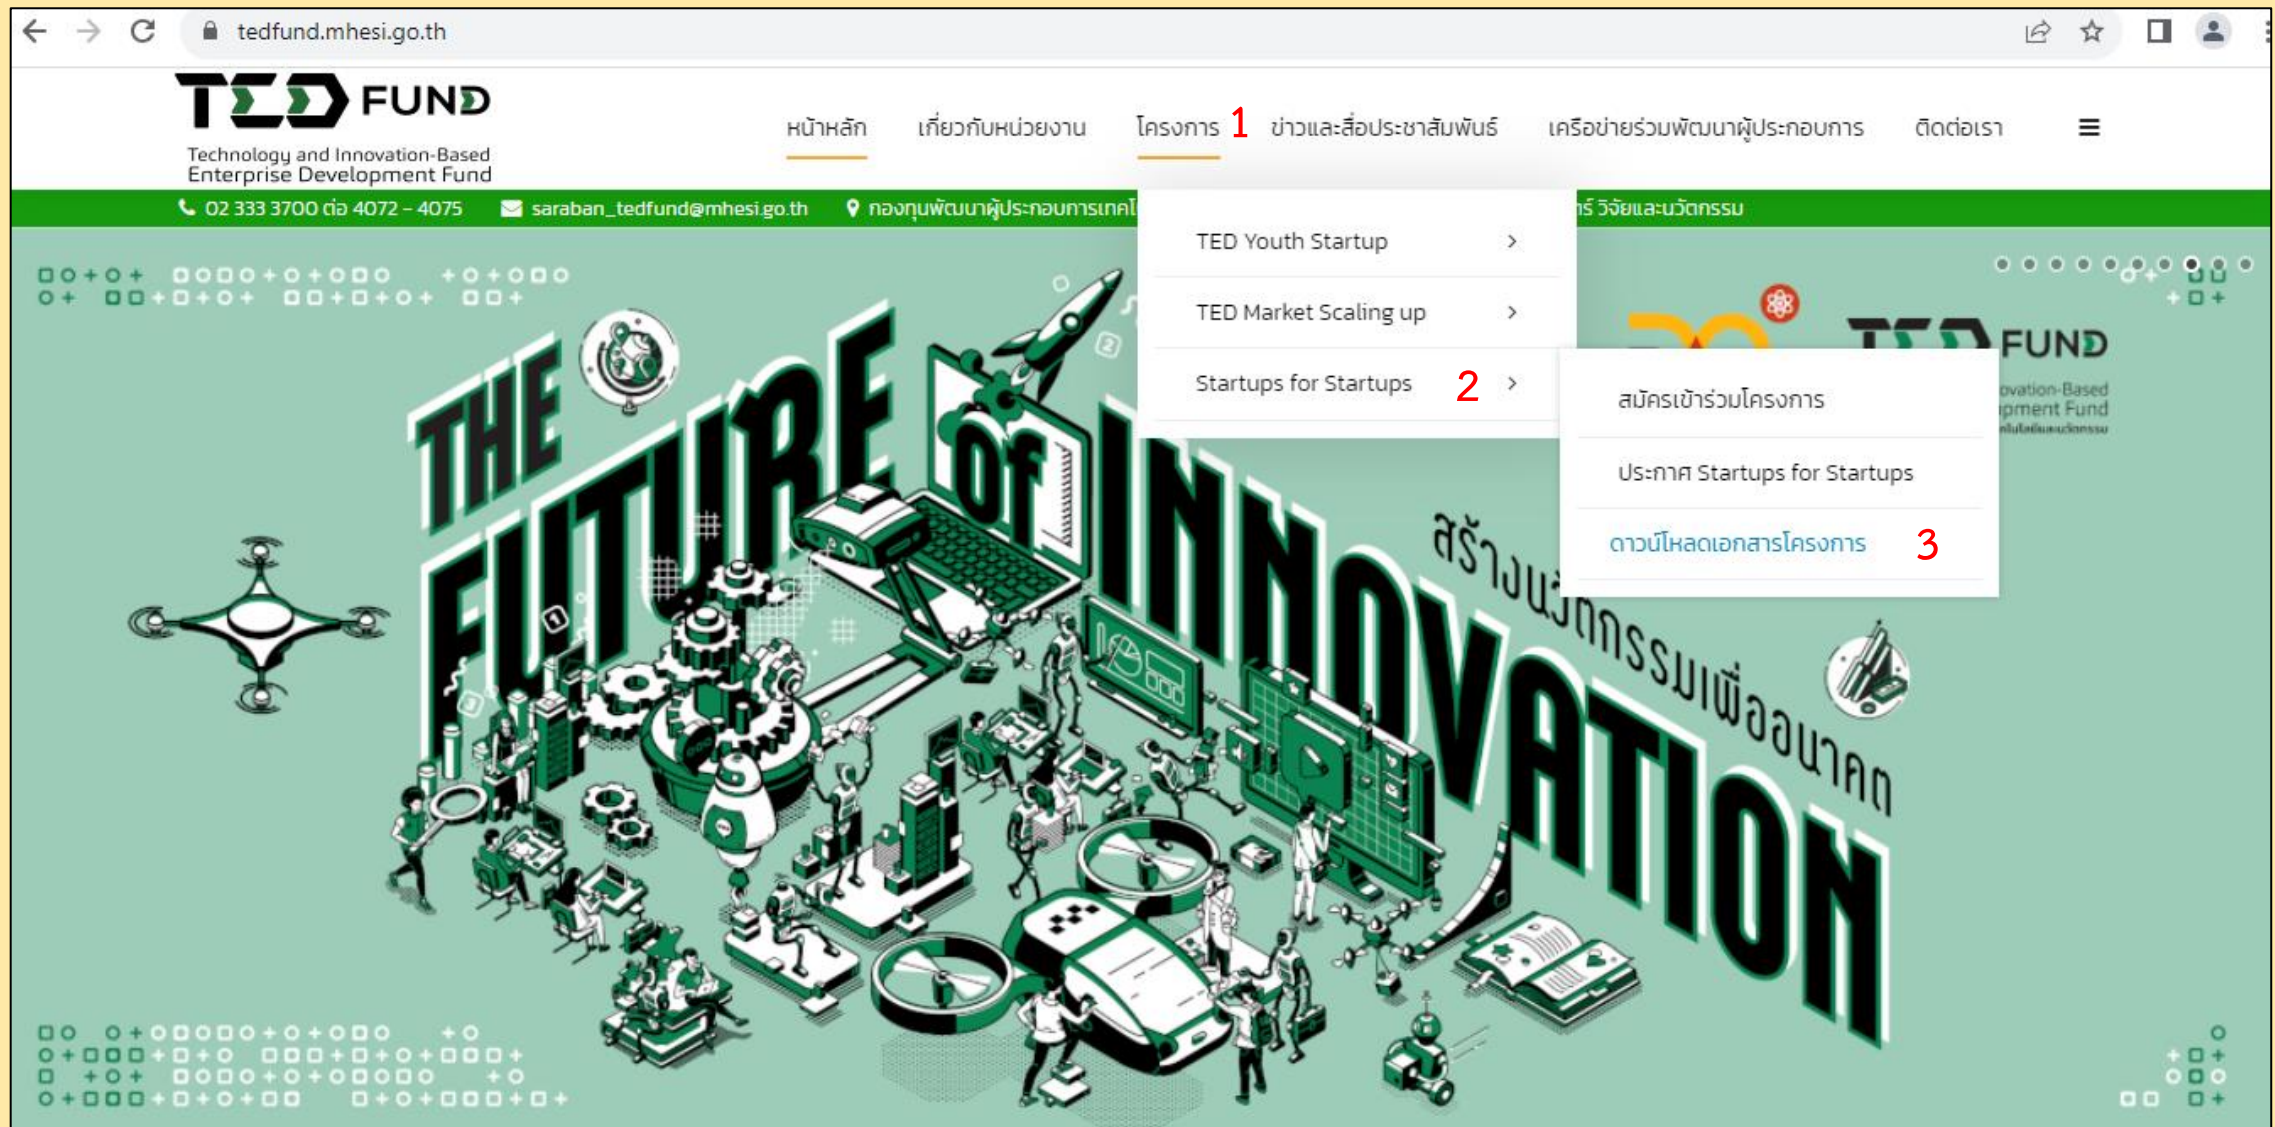 tedfund.mhesi.go.th
TED FUND
Technology and Innovation-Based
Enterprise Development Fund
หน้าหลัก เกี่ยวกับหน่วยงาน โครงการ 1 ข่าวและสื่อประชาสัมพันธ์ เครือข่ายร่วมพัฒนาผู้ประกอบการ ติดต่อเรา
02 333 3700 ต่อ 4072 – 4075 saraban_tedfund@mhesi.go.th กองทุนพัฒนาผู้ประกอบการเทคโ วิจัยและนวัตกรรม
TED Youth Startup
TED Market Scaling up
Startups for Startups 2
สมัครเข้าร่วมโครงการ
ประกาศ Startups for Startups
ดาวน์โหลดเอกสารโครงการ 3
TED FUND
ovation-Based
opment Fund
THE
FUTURE of INNOVATION
สร้างนวัตกรรมเพื่ออนาคต
1
2
3